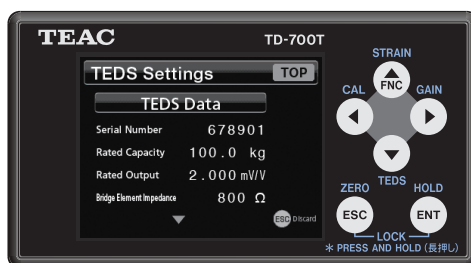 TEAC
TD-700T
TEDS Settings TOP
TEDS Data
Serial Number 678901
Rated Capacity 100.0 kg
Rated Output 2.000 mV/V
Bridge Element Impedance 800 Ω
ESC Discard
STRAIN
FNC
CAL GAIN
TEDS
ZERO HOLD
ESC ENT
LOCK
* PRESS AND HOLD (長押し)